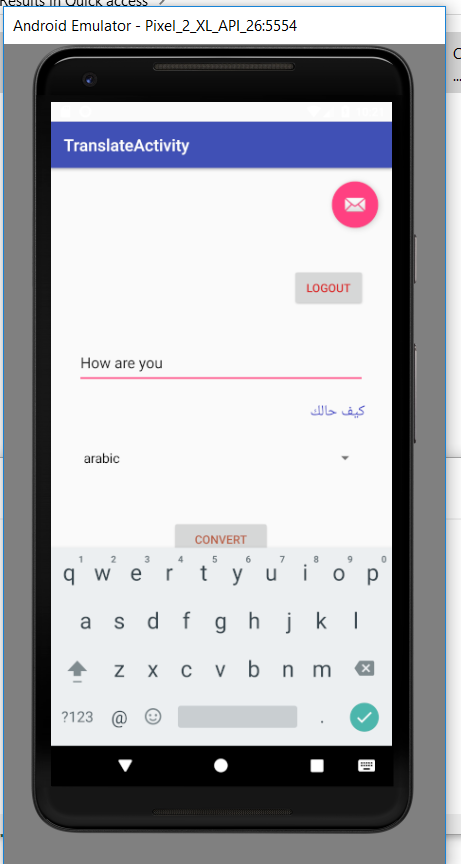 Results in Quick access
Android Emulator - Pixel_2_XL_API_26:5554
TranslateActivity
LOGOUT
How are you
كيف حالك
arabic
CONVERT
1 2 3 4 5 6 7 8 9 0
q w e r t y u i o p
a s d f g h j k l
z x c v b n m
?123 @ .